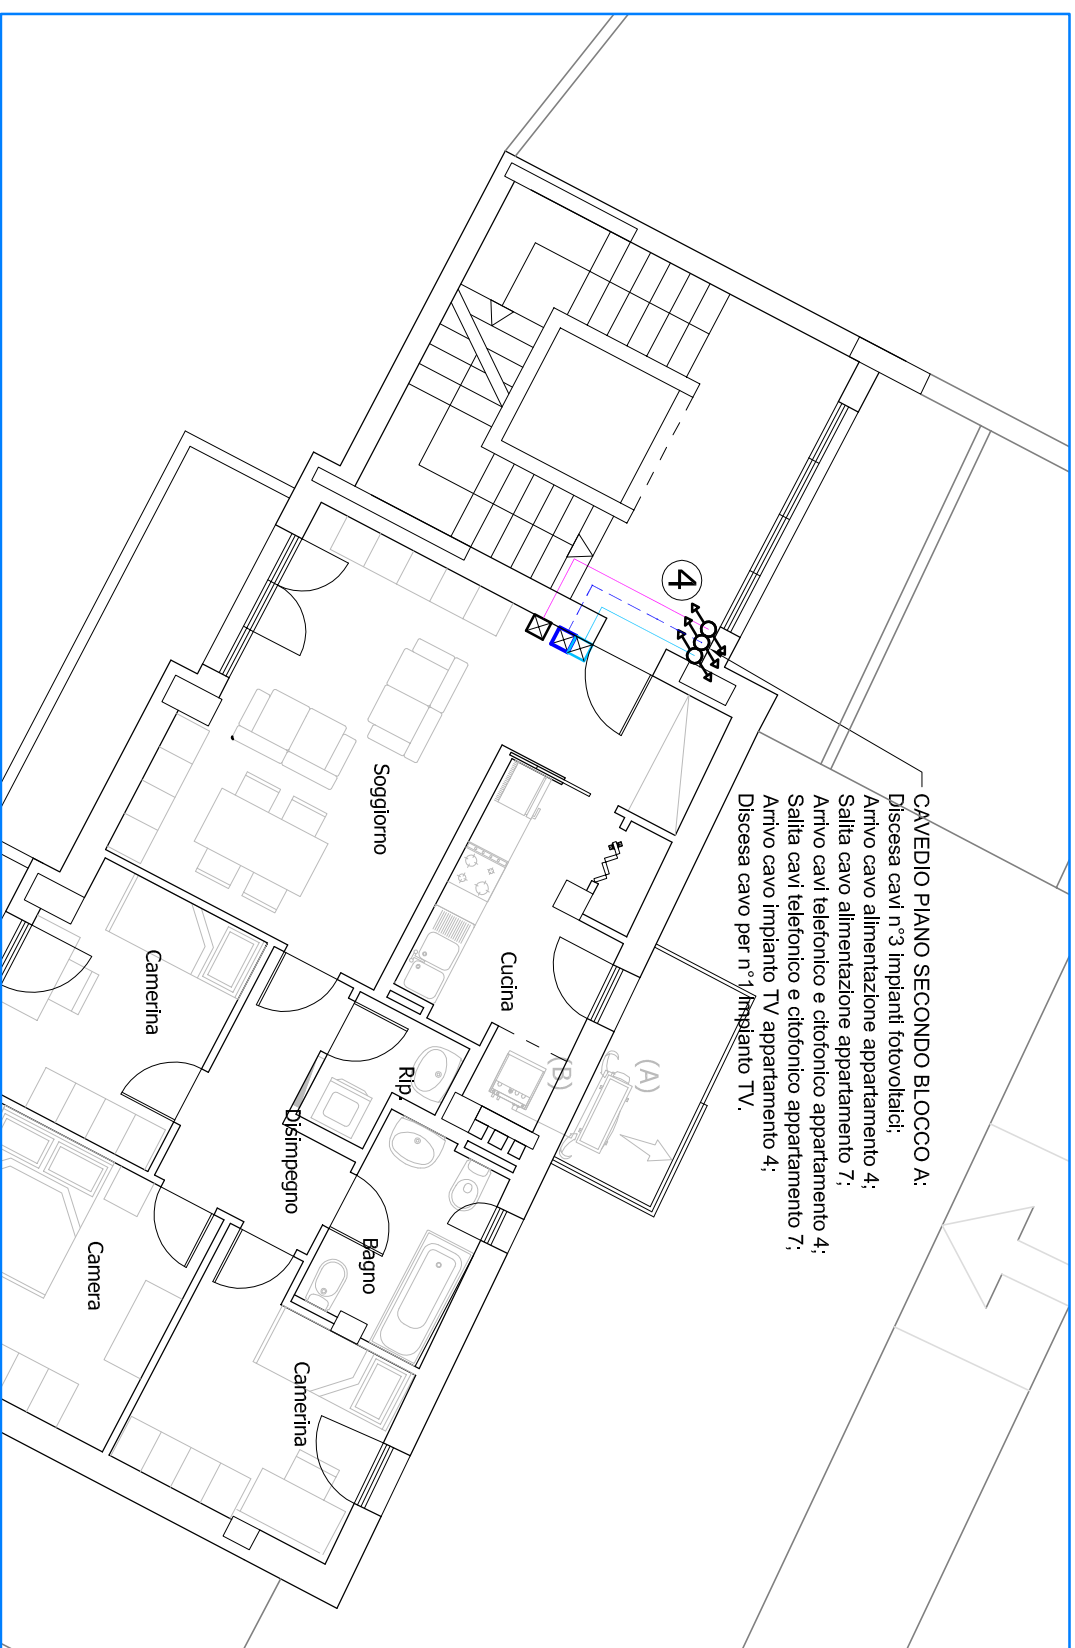 CAVEDIO PIANO SECONDO BLOCCO A:
Discesa cavi n°3 impianti fotovoltaici;
Arrivo cavo alimentazione appartamento 4;
Salita cavo alimentazione appartamento 7;
Arrivo cavi telefonico e citofonico appartamento 4;
Salita cavi telefonico e citofonico appartamento 7;
Arrivo cavo impianto TV appartamento 4;
Discesa cavo per n°1 impianto TV.
4
(A)
(B)
Cucina
Soggiorno
Rip.
Bagno
Disimpegno
Camerina
Camerina
Camera